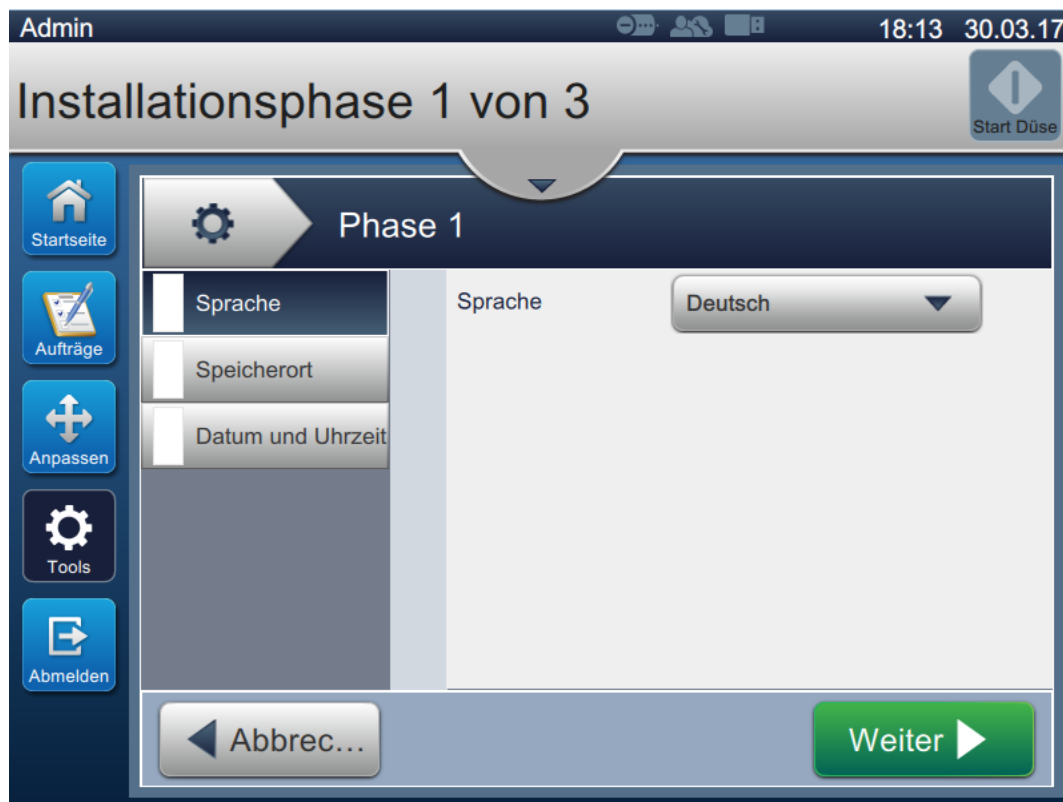 Admin 18:13 30.03.17
Installationsphase 1 von 3
Start Düse
Startseite
Aufträge
Anpassen
Tools
Abmelden
Phase 1
Sprache
Speicherort
Datum und Uhrzeit
Sprache Deutsch
Abbrec...
Weiter